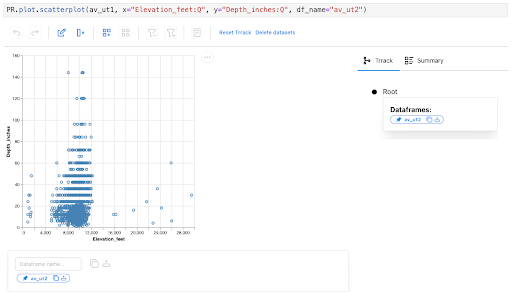 PR.plot.scatterplot(av_ut1, x="Elevation_feet:Q", y="Depth_inches:Q", df_name="av_ut2")
Reset Trrack Delete datasets
Trrack Summary
Root
Dataframes:
av_ut2
160
140
120
100
80
60
40
20
0
Depth_inches
0 4,000 8,000 12,000 16,000 20,000 24,000 28,000
Elevation_feet
Dataframe name...
av_ut2